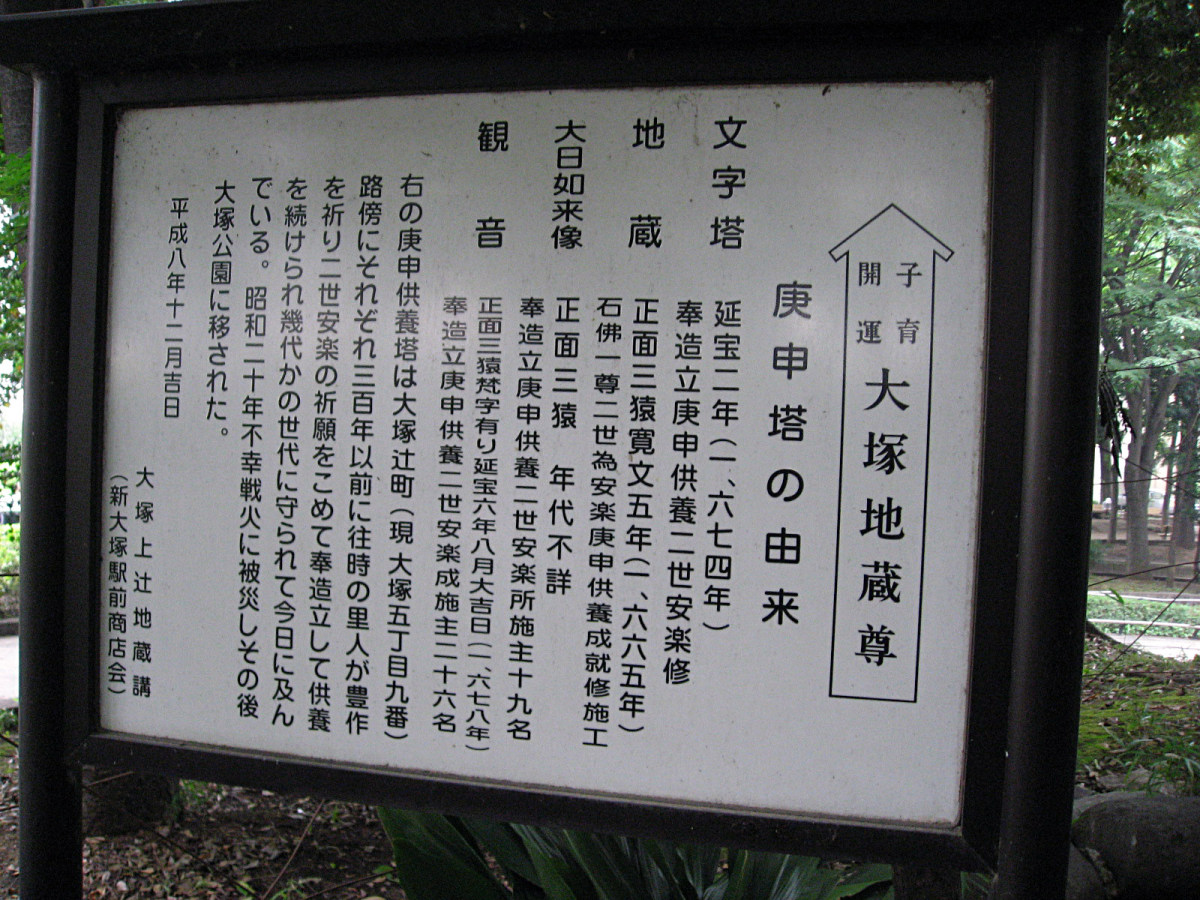 子育
開運
大塚地蔵尊
庚申塔の由来
文字塔 延宝二年(一、六七四年)
奉造立庚申供養二世安楽修
地蔵 正面三猿寛文五年(一、六六五年)
石佛一尊二世為安楽庚申供養成就修施工
大日如来像 正面三猿 年代不詳
奉造立庚申供養二世安楽所施主十九名
観音 正面三猿梵字有り延宝六年八月大吉日(一、六七八年)
奉造立庚申供養二世安楽成施主二十六名
右の庚申供養塔は大塚辻町(現大塚五丁目九番)
路傍にそれぞれ三百年以前に往時の里人が豊作
を祈り二世安楽の祈願をこめて奉造立して供養
を続けられ幾代かの世代に守られて今日に及ん
でいる。昭和二十年不幸戦火に被災しその後
大塚公園に移された。
平成八年十二月吉日
大塚上辻地蔵講
(新大塚駅前商店会)